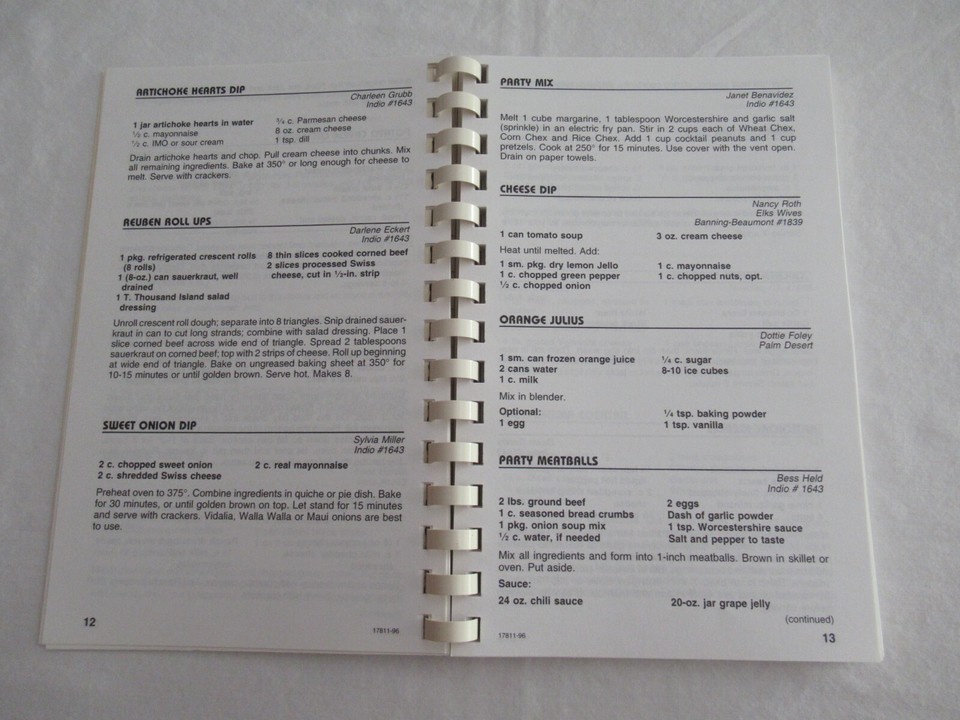 ARTICHOKE HEARTS DIP
Charleen Grubb
Indio #1643
1 jar artichoke hearts in water
½ c. mayonnaise
½ c. IMO or sour cream
¾ c. Parmesan cheese
8 oz. cream cheese
1 tsp. dill
Drain artichoke hearts and chop. Pull cream cheese into chunks. Mix
all remaining ingredients. Bake at 350° or long enough for cheese to
melt. Serve with crackers.
REUBEN ROLL UPS
Darlene Eckert
Indio #1643
1 pkg. refrigerated crescent rolls
(8 rolls)
1 (8-oz.) can sauerkraut, well
drained
1 T. Thousand Island salad
dressing
8 thin slices cooked corned beef
2 slices processed Swiss
cheese, cut in ½-in. strip
Unroll crescent roll dough; separate into 8 triangles. Snip drained sauer-
kraut in can to cut long strands; combine with salad dressing. Place 1
slice corned beef across wide end of triangle. Spread 2 tablespoons
sauerkraut on corned beef; top with 2 strips of cheese. Roll up beginning
at wide end of triangle. Bake on ungreased baking sheet at 350° for
10-15 minutes or until golden brown. Serve hot. Makes 8.
SWEET ONION DIP
Sylvia Miller
Indio #1643
2 c. chopped sweet onion
2 c. shredded Swiss cheese
2 c. real mayonnaise
Preheat oven to 375°. Combine ingredients in quiche or pie dish. Bake
for 30 minutes, or until golden brown on top. Let stand for 15 minutes
and serve with crackers. Vidalia, Walla Walla or Maui onions are best
to use.
12
17811-96
PARTY MIX
Janet Benavidez
Indio #1643
Melt 1 cube margarine, 1 tablespoon Worcestershire and garlic salt
(sprinkle) in an electric fry pan. Stir in 2 cups each of Wheat Chex,
Corn Chex and Rice Chex. Add 1 cup cocktail peanuts and 1 cup
pretzels. Cook at 250° for 15 minutes. Use cover with the vent open.
Drain on paper towels.
CHEESE DIP
Nancy Roth
Elks Wives
Banning-Beaumont #1839
1 can tomato soup
3 oz. cream cheese
Heat until melted. Add:
1 sm. pkg. dry lemon Jello
1 c. chopped green pepper
½ c. chopped onion
1 c. mayonnaise
1 c. chopped nuts, opt.
ORANGE JULIUS
Dottie Foley
Palm Desert
1 sm. can frozen orange juice
2 cans water
1 c. milk
¼ c. sugar
8-10 ice cubes
Mix in blender.
Optional:
1 egg
¼ tsp. baking powder
1 tsp. vanilla
PARTY MEATBALLS
Bess Held
Indio # 1643
2 lbs. ground beef
1 c. seasoned bread crumbs
1 pkg. onion soup mix
½ c. water, if needed
2 eggs
Dash of garlic powder
1 tsp. Worcestershire sauce
Salt and pepper to taste
Mix all ingredients and form into 1-inch meatballs. Brown in skillet or
oven. Put aside.
Sauce:
24 oz. chili sauce
20-oz. jar grape jelly
(continued)
17811-96
13